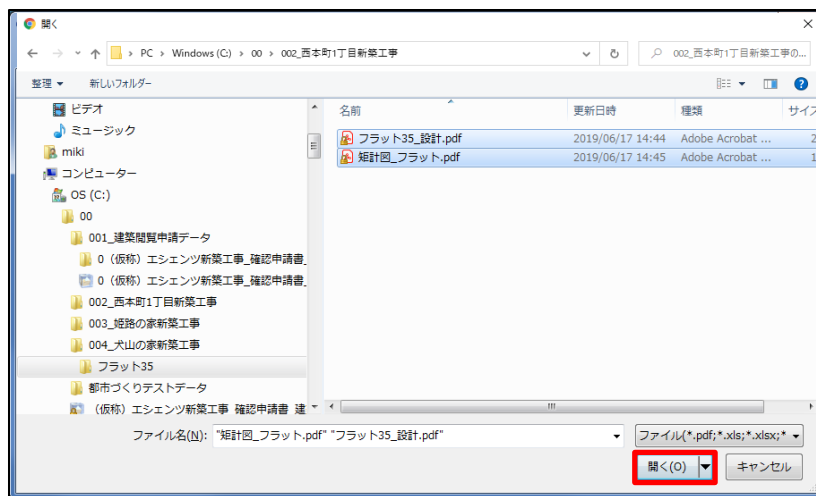 開く
PC › Windows (C:) › 00 › 002_西本町1丁目新築工事
002_西本町1丁目新築工事の...
整理 新しいフォルダー
ビデオ
ミュージック
miki
コンピューター
OS (C:)
00
001_建築閲覧申請データ
0（仮称）エシェンツ新築工事_確認申請書_
0（仮称）エシェンツ新築工事_確認申請書_
002_西本町1丁目新築工事
003_姫路の家新築工事
004_犬山の家新築工事
フラット35
都市づくりテストデータ
（仮称）エシェンツ新築工事 確認申請書 建
名前 更新日時 種類 サイズ
フラット35_設計.pdf 2019/06/17 14:44 Adobe Acrobat ... 2
矩計図_フラット.pdf 2019/06/17 14:45 Adobe Acrobat ... 1
ファイル名(N): "矩計図_フラット.pdf" "フラット35_設計.pdf"
ファイル(*.pdf;*.xls;*.xlsx;*
開く(O) キャンセル